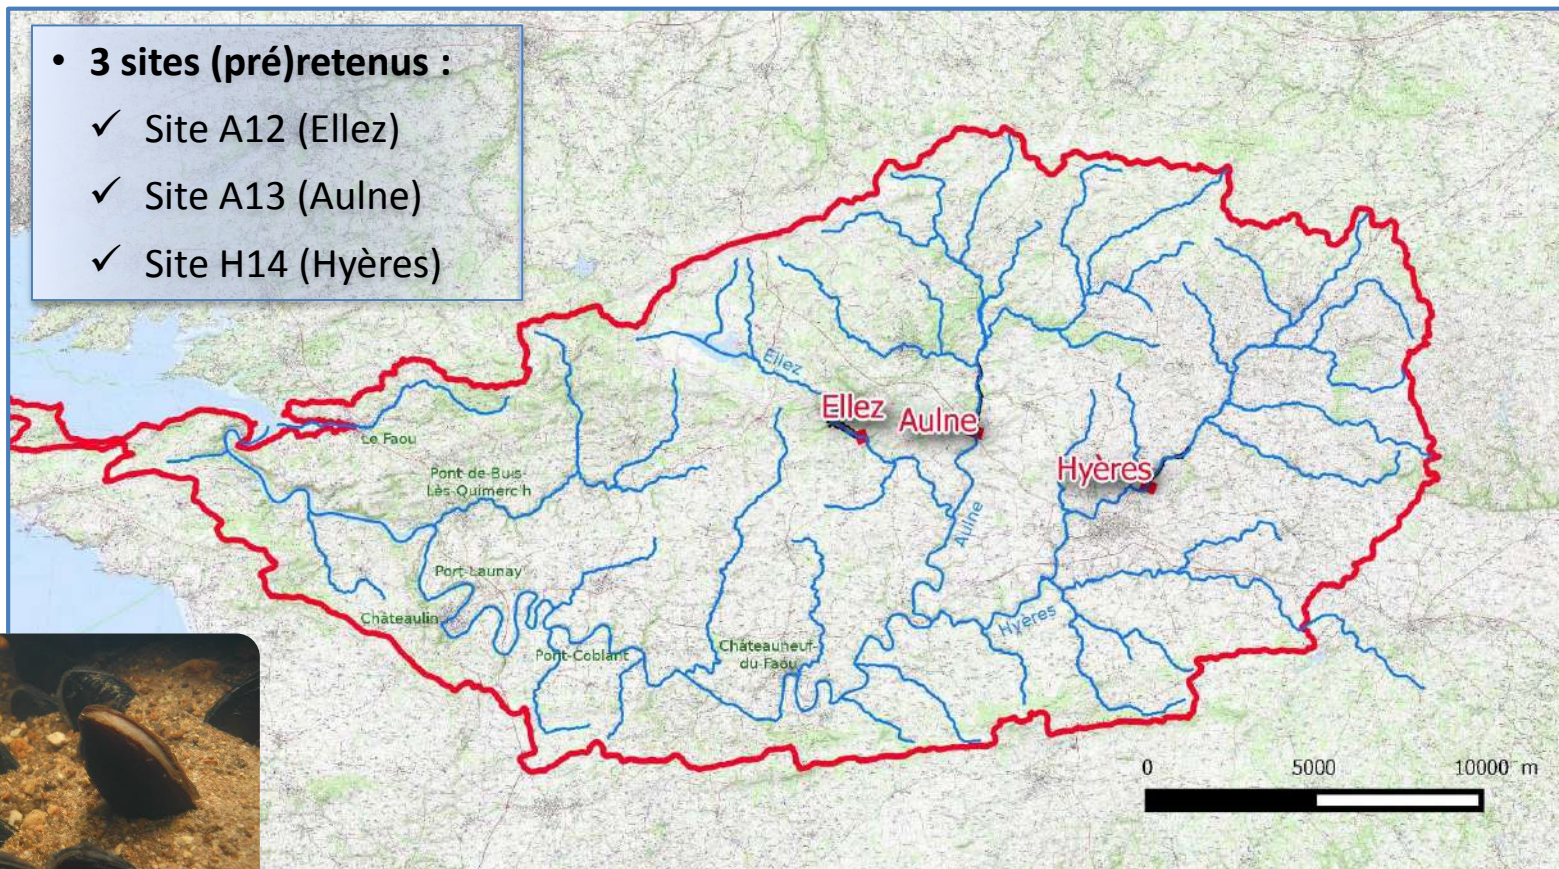 • 3 sites (pré)retenus :
✓ Site A12 (Ellez)
✓ Site A13 (Aulne)
✓ Site H14 (Hyères)
Ellez
Ellez
Aulne
Le Faou
Hyères
Pont-de-Buis-
Lès-Quimerc'h
Aulne
Port-Launay
Châteaulin
Hyères
Pont-Coblant
Châteauneuf-
du-Faou
0 5000 10000 m